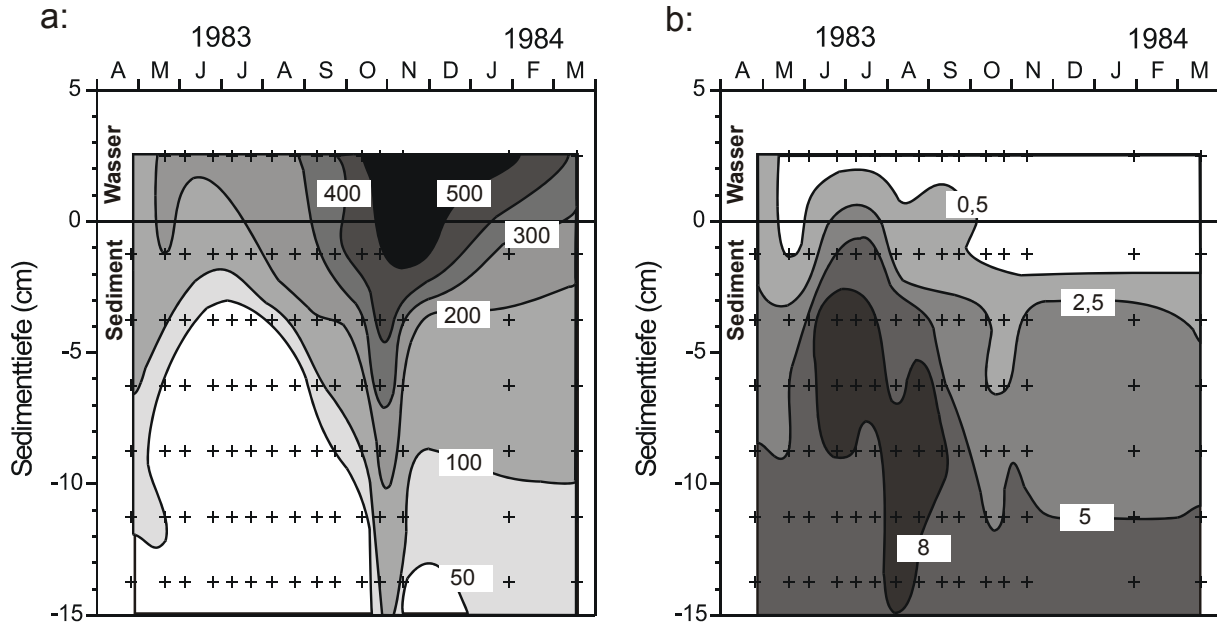 a:
1983 1984
A M J J A S O N D J F M
5
0
-5
-10
-15
Sedimenttiefe (cm)
Wasser
Sediment
400
500
300
200
100
50
b:
1983 1984
A M J J A S O N D J F M
5
0
-5
-10
-15
Sedimenttiefe (cm)
Wasser
Sediment
0,5
2,5
5
8